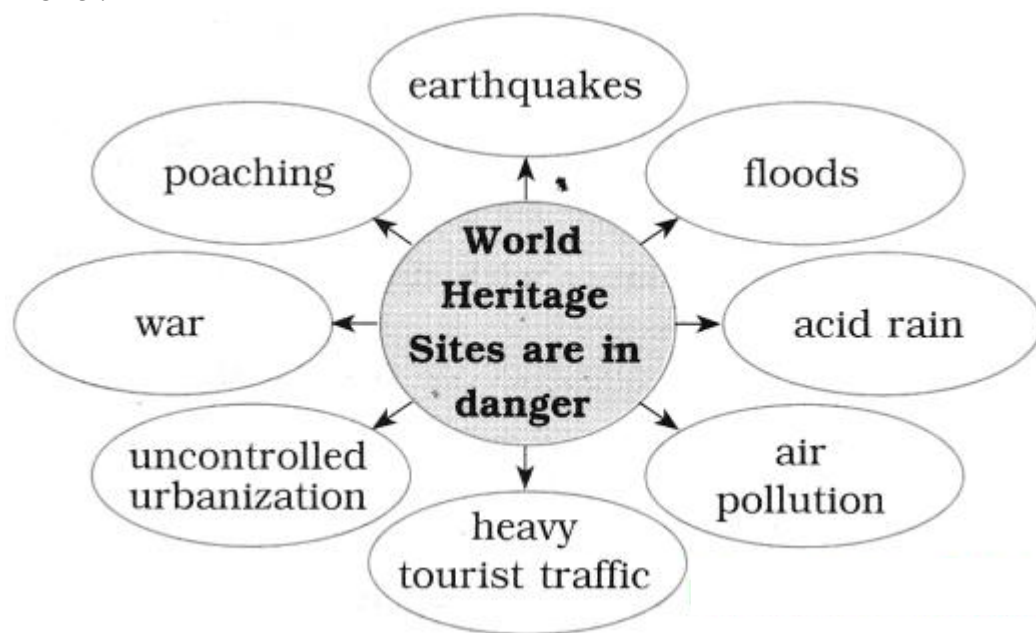 earthquakes
poaching
floods
World
Heritage
Sites are in
danger
war
acid rain
uncontrolled
urbanization
air
pollution
heavy
tourist traffic